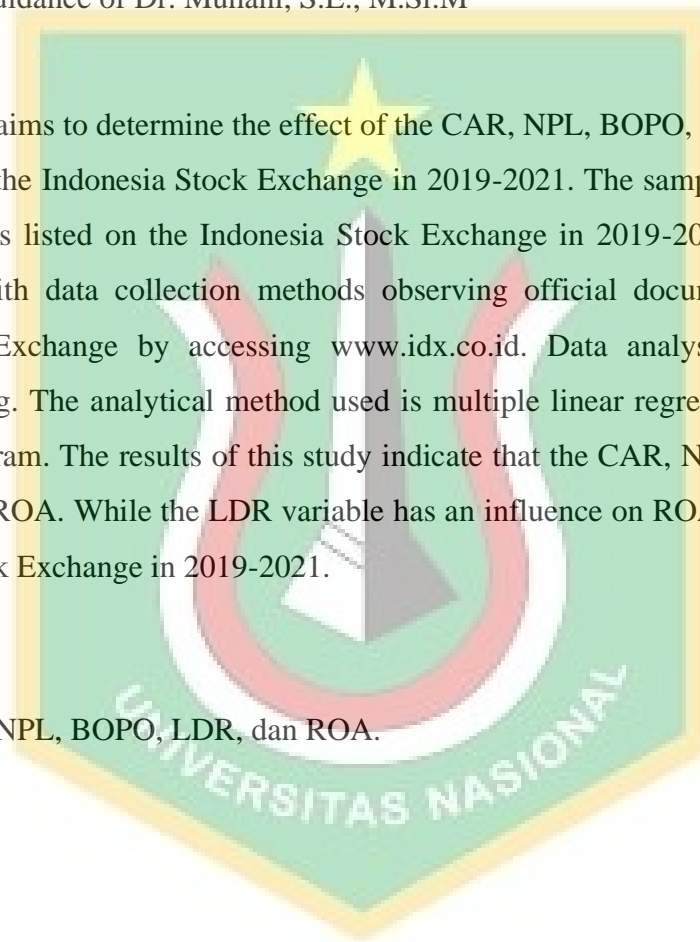 uidance of Dr. Muhani, S.E., M.Si.M
aims to determine the effect of the CAR, NPL, BOPO,
the Indonesia Stock Exchange in 2019-2021. The samp
s listed on the Indonesia Stock Exchange in 2019-20
ith data collection methods observing official docu
Exchange by accessing www.idx.co.id. Data analys
g. The analytical method used is multiple linear regre
ram. The results of this study indicate that the CAR, N
ROA. While the LDR variable has an influence on RO
k Exchange in 2019-2021.
NPL, BOPO, LDR, dan ROA.
UNIVERSITAS NASIONAL